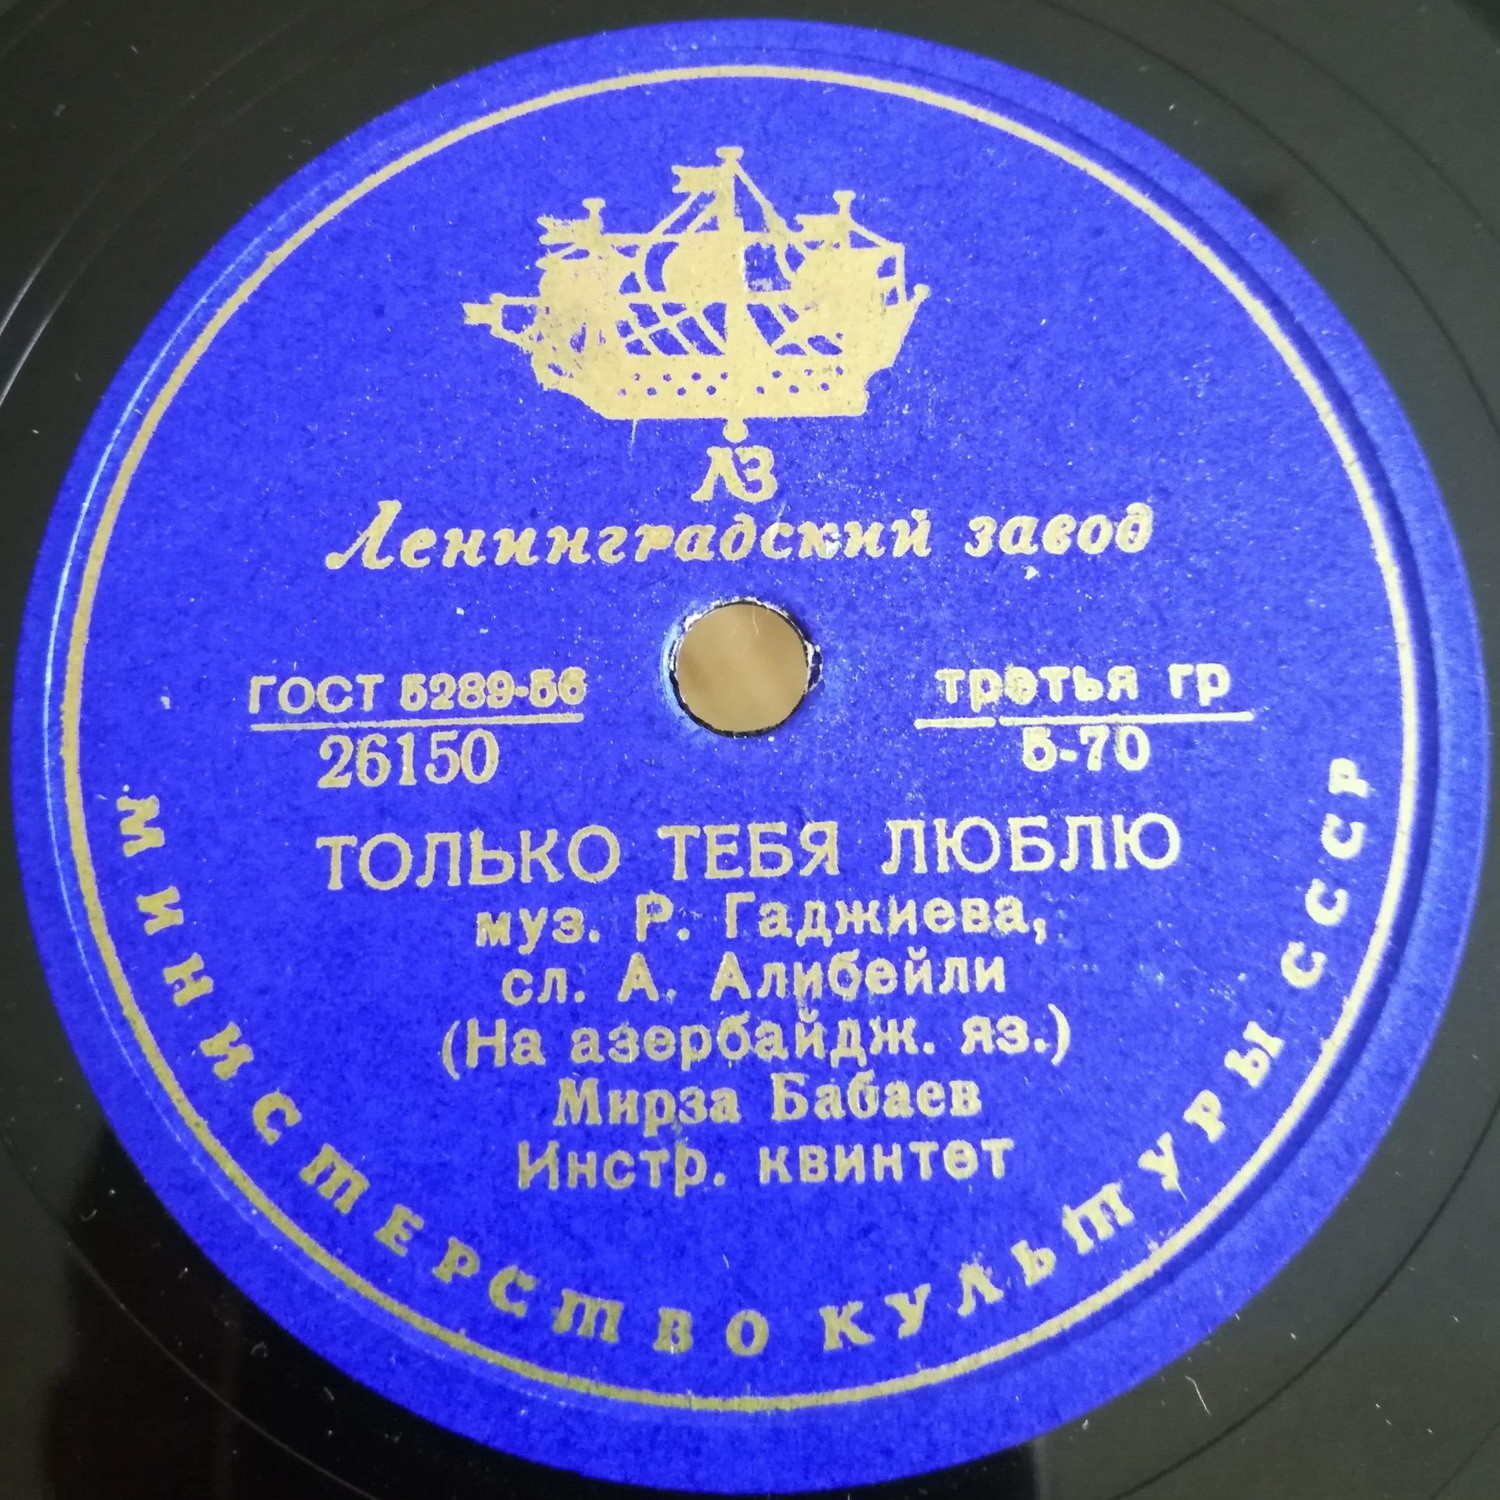 ЛЗ
Ленинградский завод
ГОСТ 5289-56
26150
третья гр
5-70
ТОЛЬКО ТЕБЯ ЛЮБЛЮ
муз. Р. Гаджиева,
сл. А. Алибейли
(На азербайдж. яз.)
Мирза Бабаев
Инстр. квинтет
МИНИСТЕРСТВО КУЛЬТУРЫ СССР